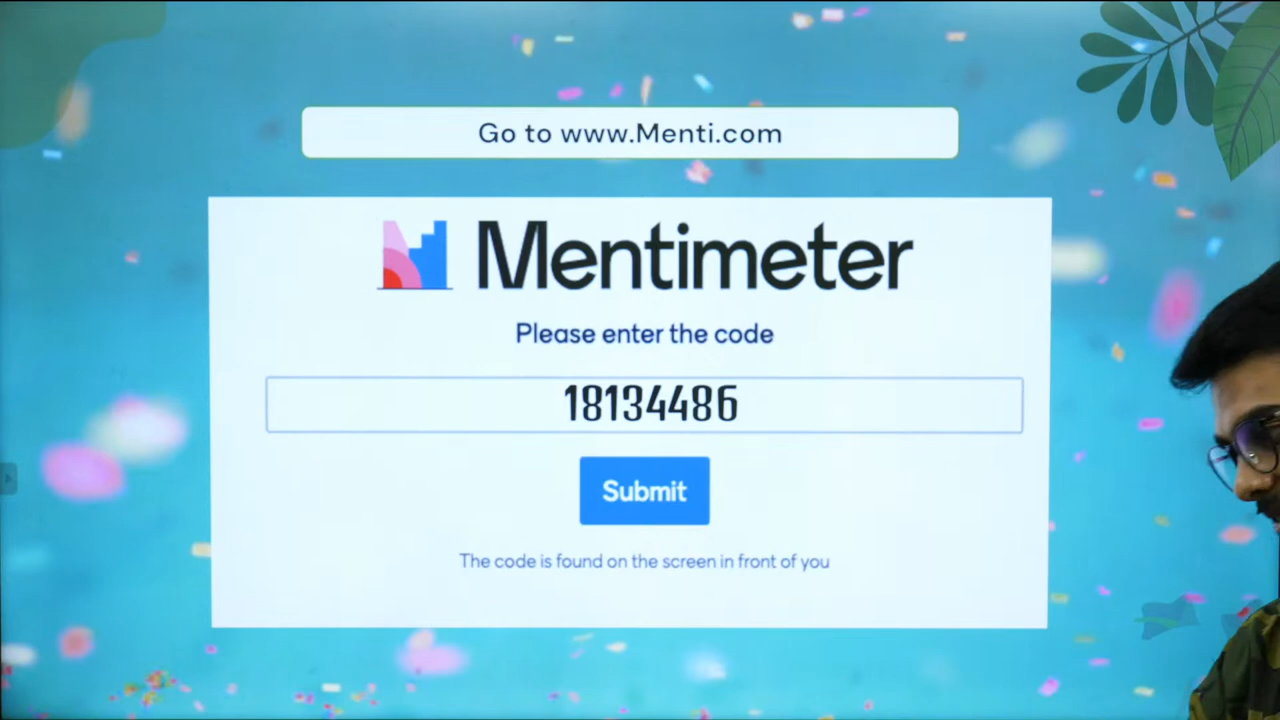 Go to www.Menti.com
Mentimeter
Please enter the code
18134486
Submit
The code is found on the screen in front of you